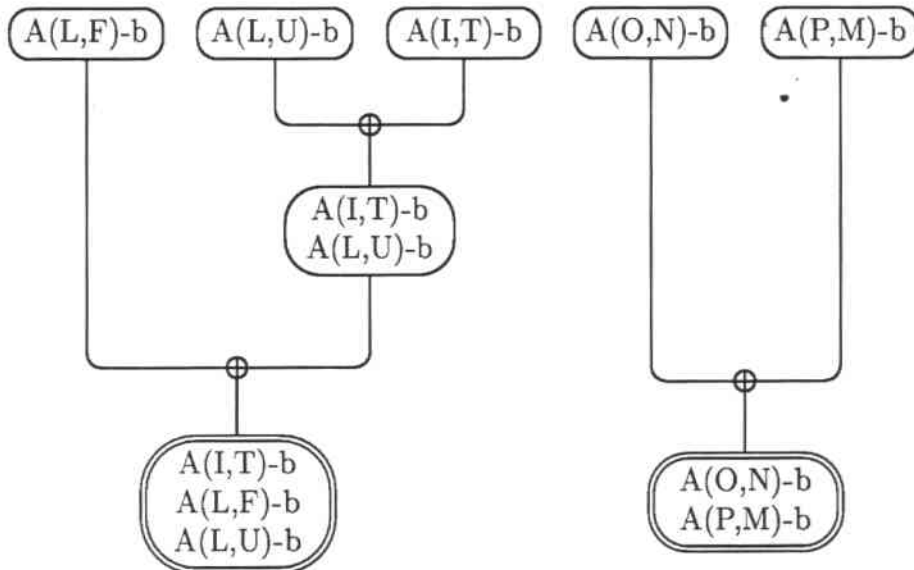 A(L,F)-b A(L,U)-b A(I,T)-b A(O,N)-b A(P,M)-b
A(I,T)-b
A(L,U)-b
A(I,T)-b
A(L,F)-b
A(L,U)-b
A(O,N)-b
A(P,M)-b